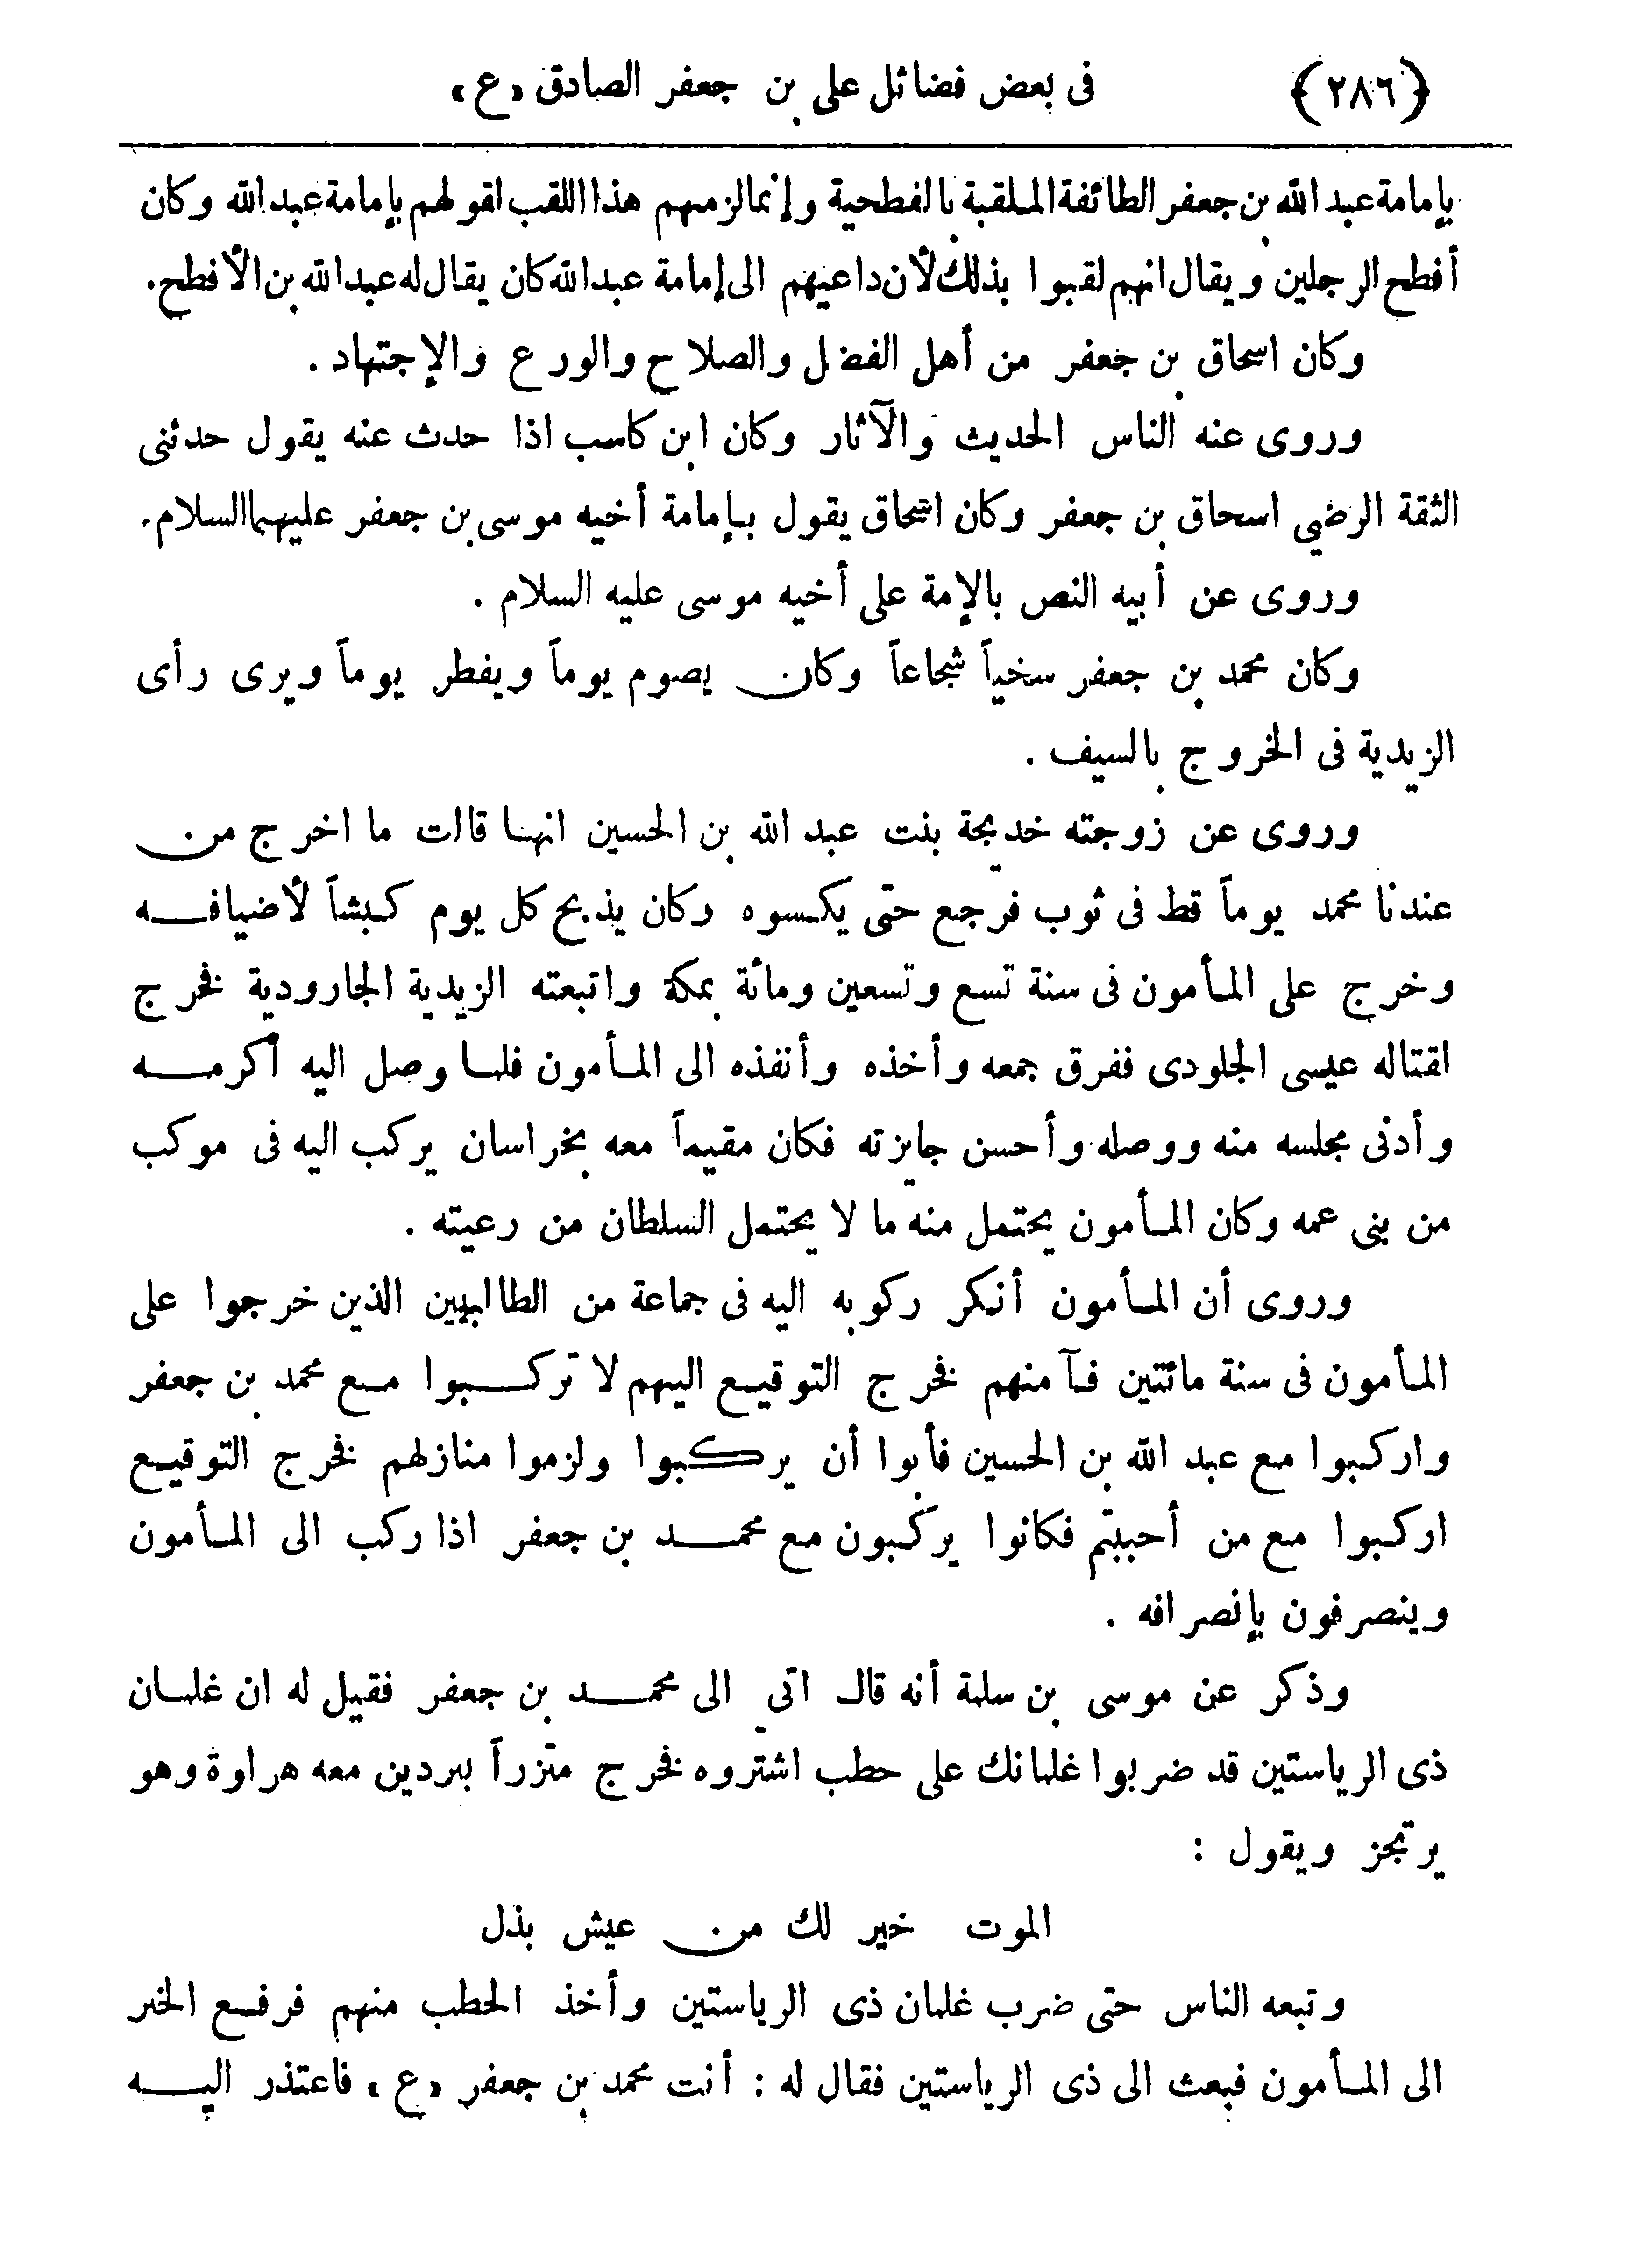 ﴿٢٨٦﴾ فى بعض فضائل على بن جعفر الصادق «ع»
بإمامة عبد الله بن جعفر الطائفة الملقبة بالفطحية وإنما لزمهم هذا اللقب لقولهم بإمامة عبد الله وكان
أفطح الرجلين ويقال انهم لقبوا بذلك لأن داعيهم الى إمامة عبد الله كان يقال له عبد الله بن الأفطح.
وكان اسحاق بن جعفر من أهل الفضل والصلاح والورع والإجتهاد .
وروى عنه الناس الحديث والآثار وكان ابن كاسب اذا حدث عنه يقول حدثنى
الثقة الرضي اسحاق بن جعفر وكان اسحاق يقول بإمامة أخيه موسى بن جعفر عليهما السلام.
وروى عن أبيه النص بالإمة على أخيه موسى عليه السلام .
وكان محمد بن جعفر سخياً شجاعاً وكان يصوم يوماً ويفطر يوماً ويرى رأى
الزيدية فى الخروج بالسيف .
وروى عن زوجته خديجة بنت عبد الله بن الحسين انها قالت ما اخرج من
عندنا محمد يوماً قط فى ثوب فرجع حتى يكسوه وكان يذبح كل يوم كبشاً لأضيافه
وخرج على المأمون فى سنة تسع وتسعين ومائة بمكة واتبعته الزيدية الجارودية فخرج
لقتاله عيسى الجلودى ففرق جمعه وأخذه وأنفذه الى المأمون فلما وصل اليه أكرمه
وأدنى مجلسه منه ووصله وأحسن جايزته فكان مقيماً معه بخراسان يركب اليه فى موكب
من بنى عمه وكان المأمون يحتمل منه ما لا يحتمل السلطان من رعيته .
وروى أن المأمون أنكر ركوبه اليه فى جماعة من الطالبيين الذين خرجوا على
المأمون فى سنة مائتين فآمنهم فخرج التوقيع اليهم لا تركبوا مع محمد بن جعفر
واركبوا مع عبد الله بن الحسين فأبوا أن يركبوا ولزموا منازلهم فخرج التوقيع
اركبوا مع من أحببتم فكانوا يركبون مع محمد بن جعفر اذا ركب الى المأمون
وينصرفون بإنصرافه .
وذكر عن موسى بن سلمة أنه قال اتي الى محمد بن جعفر فقيل له ان غلمان
ذى الرياستين قد ضربوا غلمانك على حطب اشتروه فخرج متزراً ببردين معه هراوة وهو
يرتجز ويقول :
الموت خير لك من عيش بذل
وتبعه الناس حتى ضرب غلمان ذى الرياستين وأخذ الحطب منهم فرفع الخبر
الى المأمون فبعث الى ذى الرياستين فقال له : أنت محمد بن جعفر «ع» فاعتذر اليه